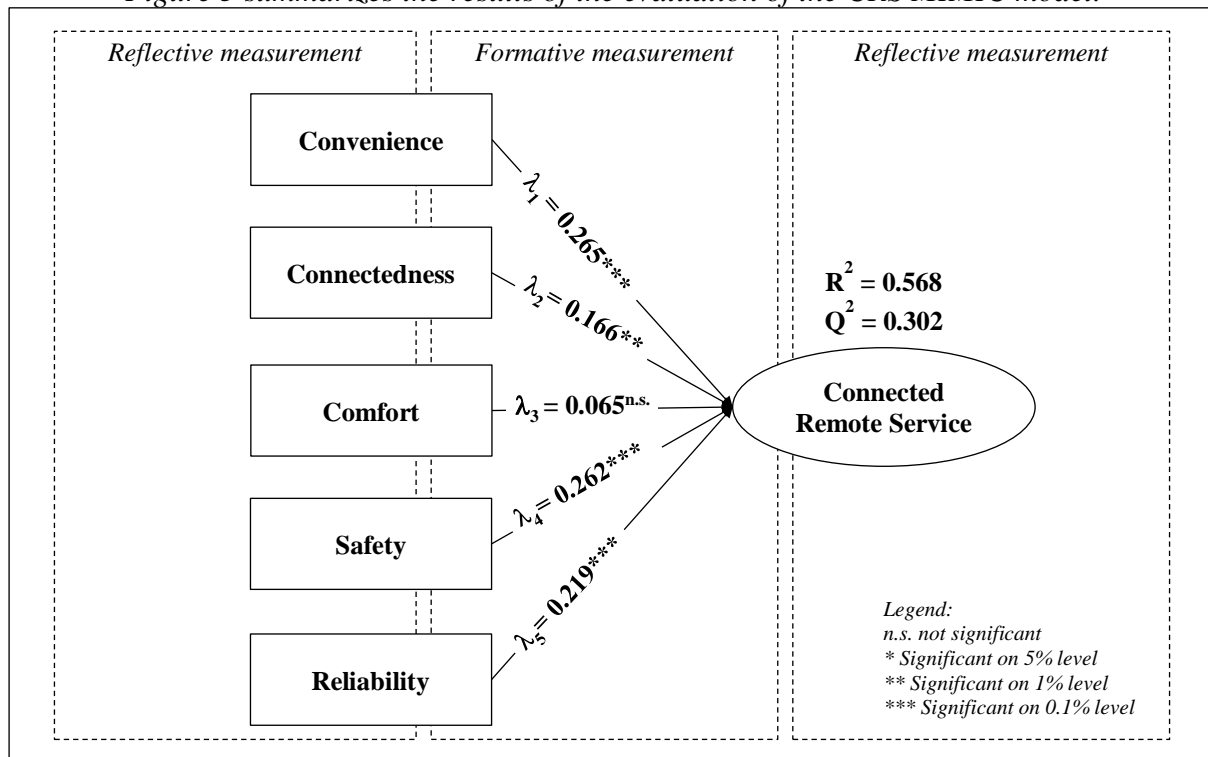 Figure 3 summarizes the results of the evaluation of the CRS MIMIC model.
Reflective measurement
Formative measurement
Reflective measurement
Convenience
λ1 = 0.265***
Connectedness
λ2 = 0.166**
R2 = 0.568
Q2 = 0.302
Comfort
λ3 = 0.065n.s.
Connected
Remote Service
Safety
λ4 = 0.262***
Reliability
λ5 = 0.219***
Legend:
n.s. not significant
* Significant on 5% level
** Significant on 1% level
*** Significant on 0.1% level